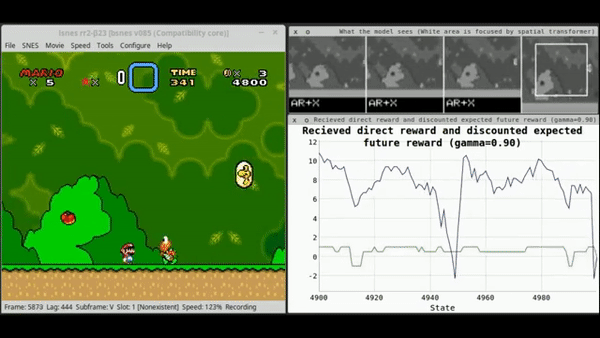 lsnes rr2-β23 [bsnes v085 (Compatibility core)]
File SNES Movie Speed Tools Configure Help
MARIO TIME
x 5 x 0 341 x 3
4800
Frame: 5873 Lag: 444 Subframe: V Slot: 1 [Nonexistent] Speed: 123% Recording
x o What the model sees (White area is focused by spatial transformer)
AR+X AR+X AR+X
x o Recieved direct reward and discounted expected future reward (gamma=0.90)
Recieved direct reward and discounted expected
future reward (gamma=0.90)
12
10
8
6
4
2
0
-2
4900 4920 4940 4960 4980
State